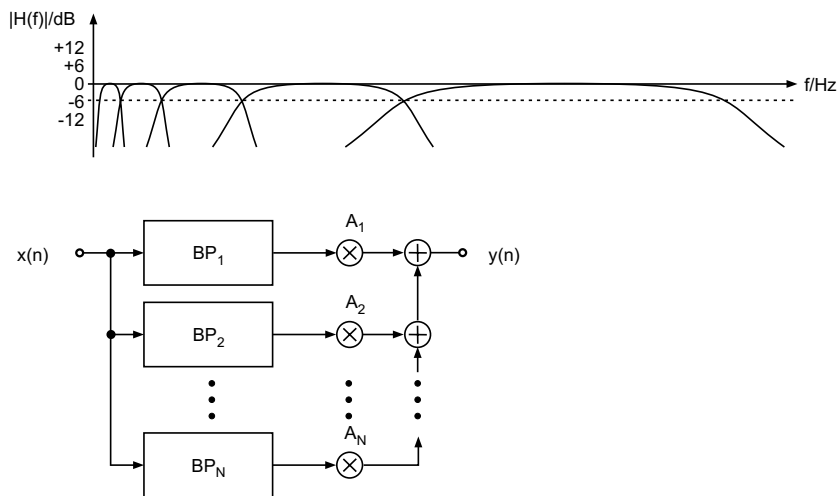 |H(f)|/dB
+12
+6
0
-6
-12
f/Hz
x(n)
BP1
A1
y(n)
BP2
A2
BPN
AN